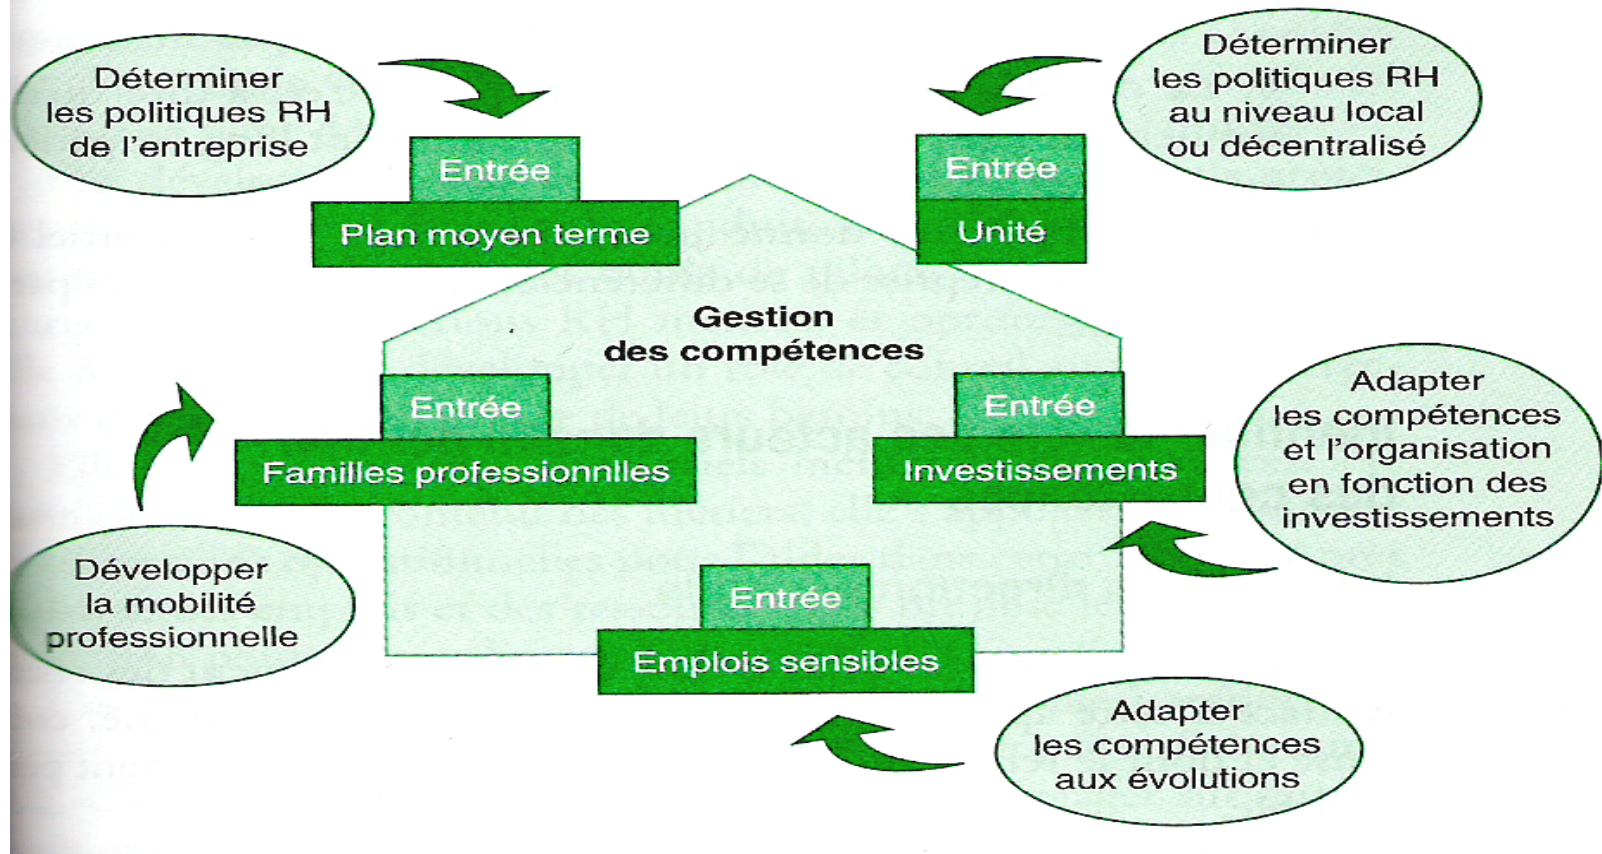 Déterminer
les politiques RH
de l'entreprise
Entrée
Plan moyen terme
Déterminer
les politiques RH
au niveau local
ou décentralisé
Entrée
Unité
Gestion
des compétences
Entrée
Familles professionnlles
Développer
la mobilité
professionnelle
Entrée
Investissements
Adapter
les compétences
et l'organisation
en fonction des
investissements
Entrée
Emplois sensibles
Adapter
les compétences
aux évolutions